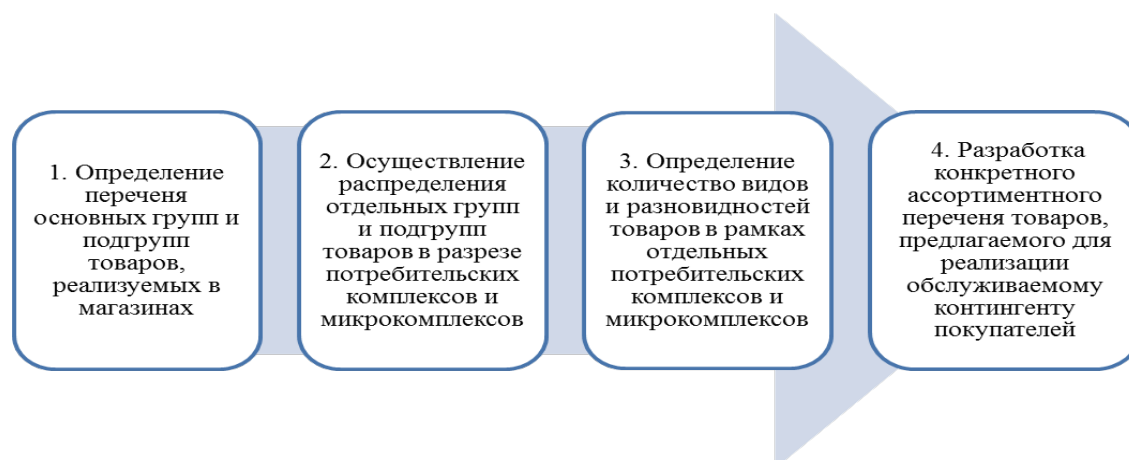 1. Определение
переченя
основных групп и
подгрупп
товаров,
реализуемых в
магазинах
2. Осуществление
распределения
отдельных групп
и подгрупп
товаров в разрезе
потребительских
комплексов и
микрокомплексов
3. Определение
количество видов
и разновидностей
товаров в рамках
отдельных
потребительских
комплексов и
микрокомплексов
4. Разработка
конкретного
ассортиментного
переченя товаров,
предлагаемого для
реализации
обслуживаемому
контингенту
покупателей